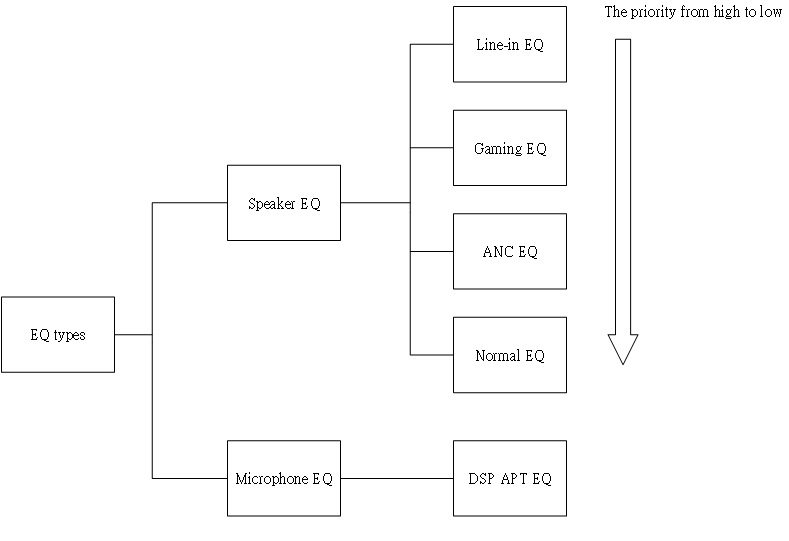 The priority from high to low
Line-in EQ
Gaming EQ
Speaker EQ
ANC EQ
EQ types
Normal EQ
Microphone EQ
DSP APT EQ